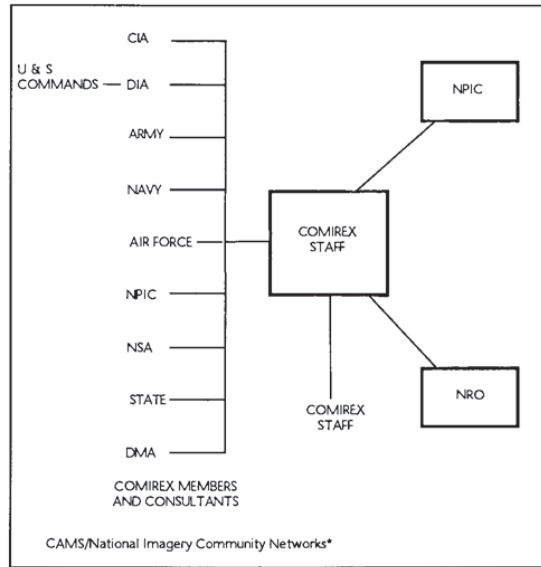 CIA
U & S
COMMANDS
DIA
ARMY
NAVY
AIR FORCE
NPIC
NSA
STATE
DMA
COMIREX MEMBERS
AND CONSULTANTS
COMIREX
STAFF
NPIC
NRO
COMIREX
STAFF
CAMS/National Imagery Community Networks*